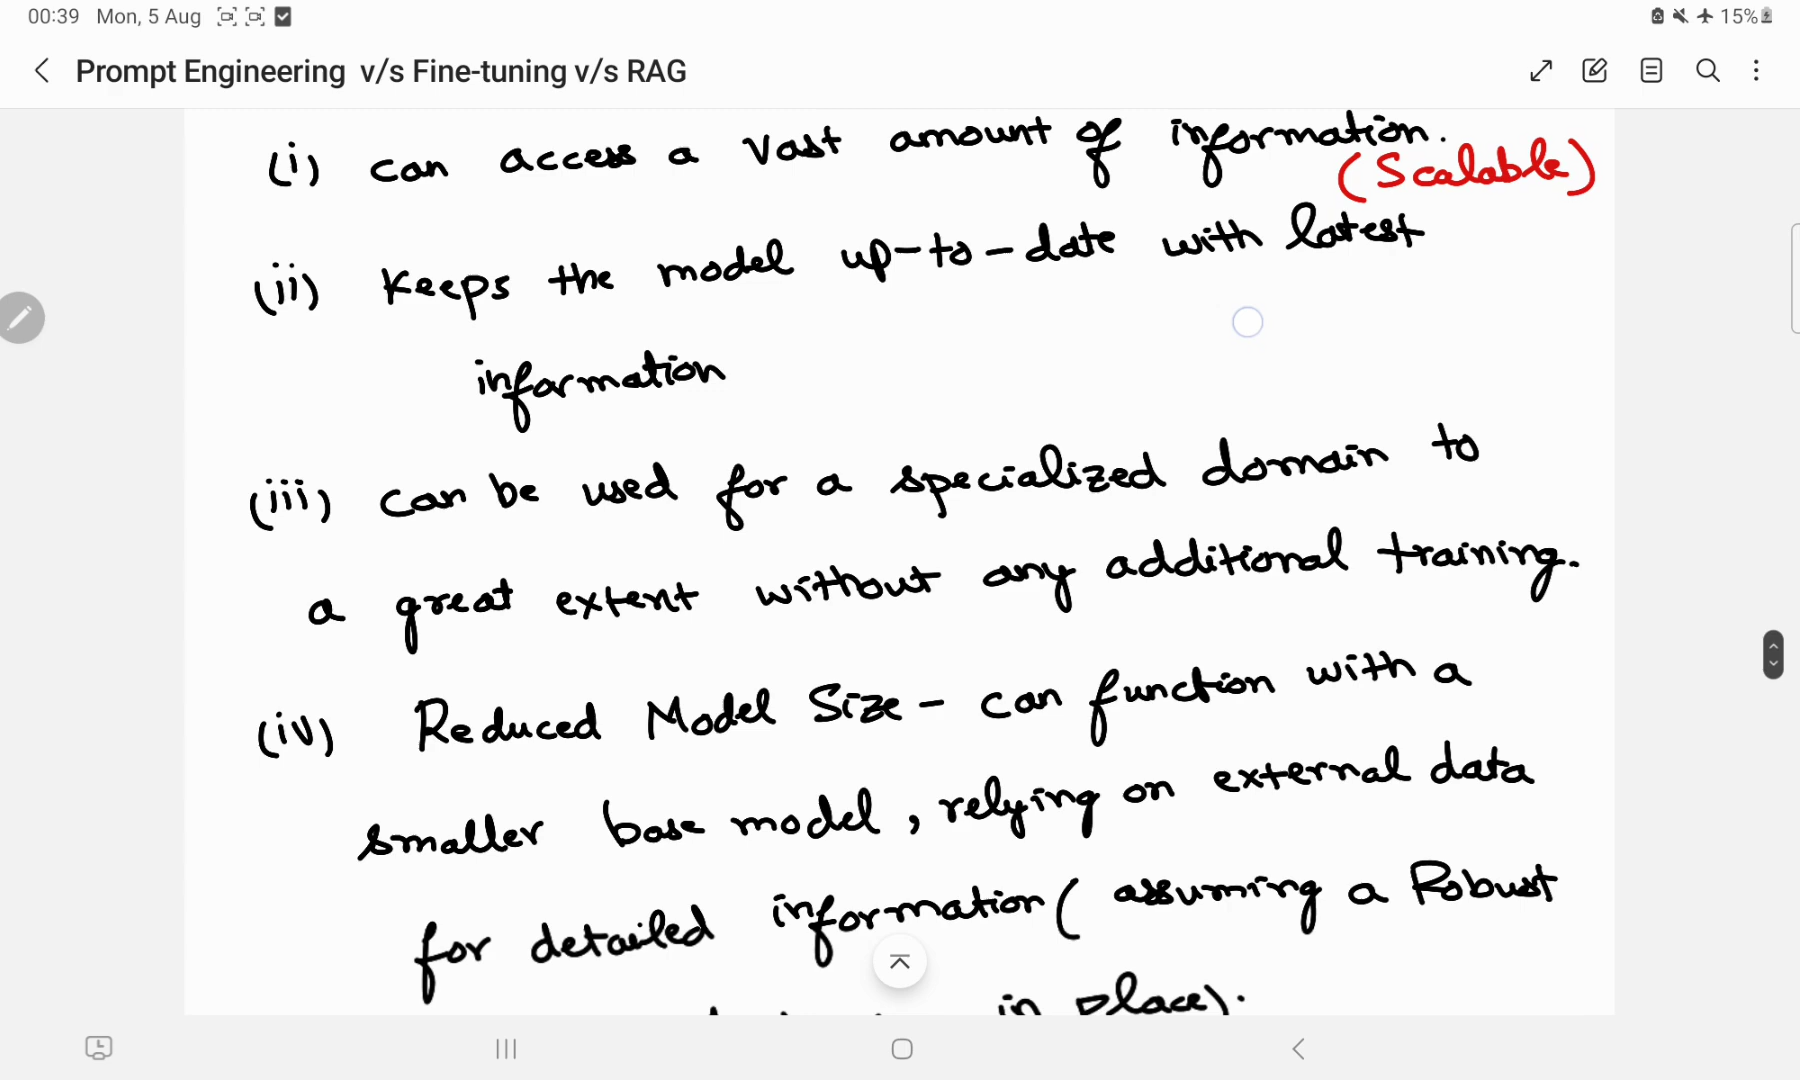 00:39 Mon, 5 Aug
15%
Prompt Engineering v/s Fine-tuning v/s RAG
(i) can access a vast amount of information.
(Scalable)
(ii) Keeps the model up-to-date with latest
information
(iii) can be used for a specialized domain to
a great extent without any additional training.
(iv) Reduced Model Size - can function with a
smaller base model, relying on external data
for detailed information ( assuming a Robust
in place).